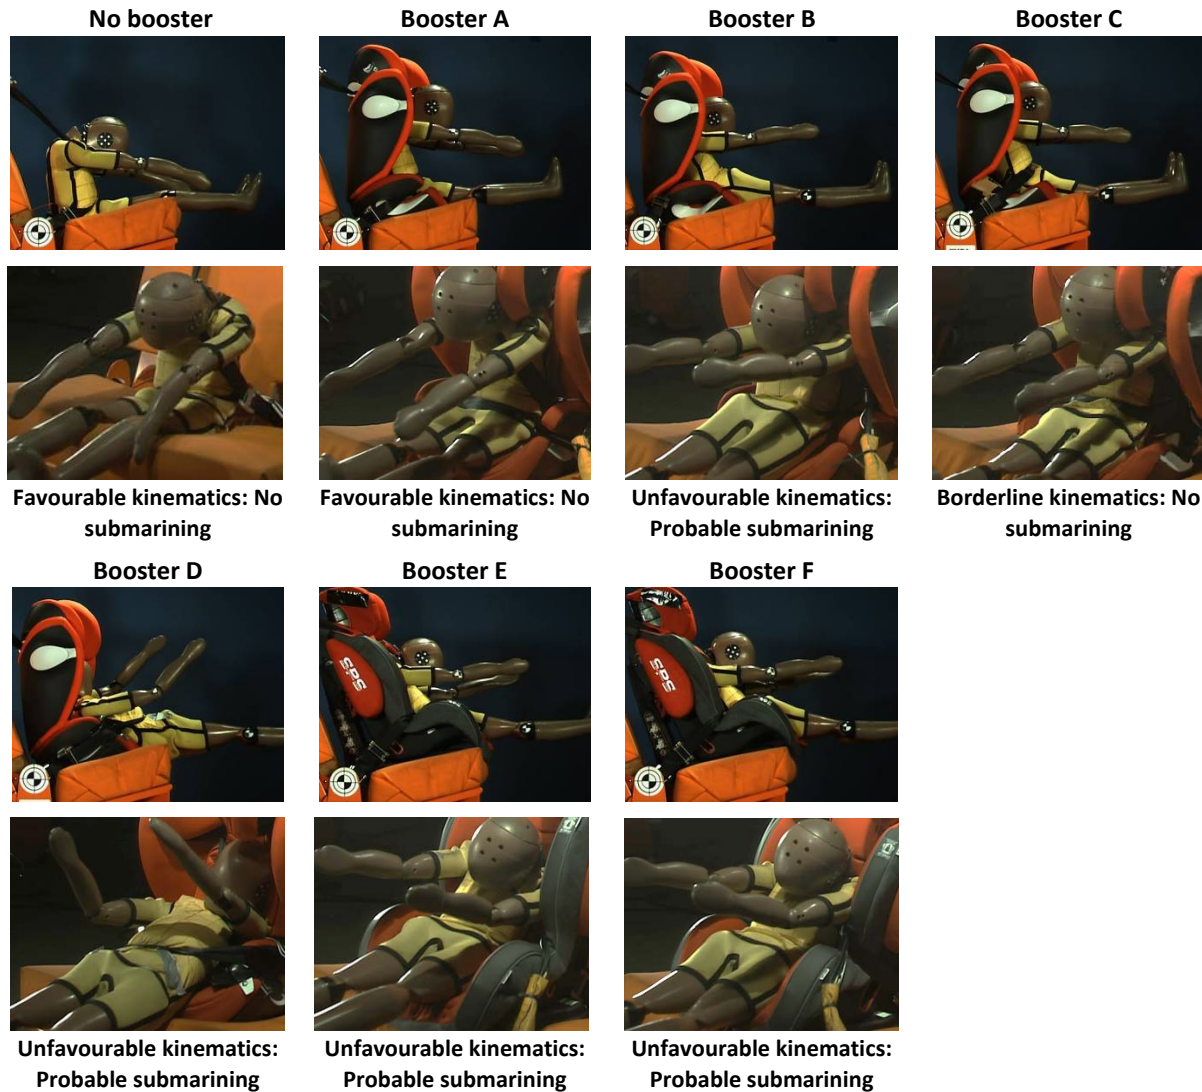 No booster
Booster A
Booster B
Booster C
Favourable kinematics: No
submarining
Favourable kinematics: No
submarining
Unfavourable kinematics:
Probable submarining
Borderline kinematics: No
submarining
Booster D
Booster E
Booster F
SPS
SPS
Unfavourable kinematics:
Probable submarining
Unfavourable kinematics:
Probable submarining
Unfavourable kinematics:
Probable submarining